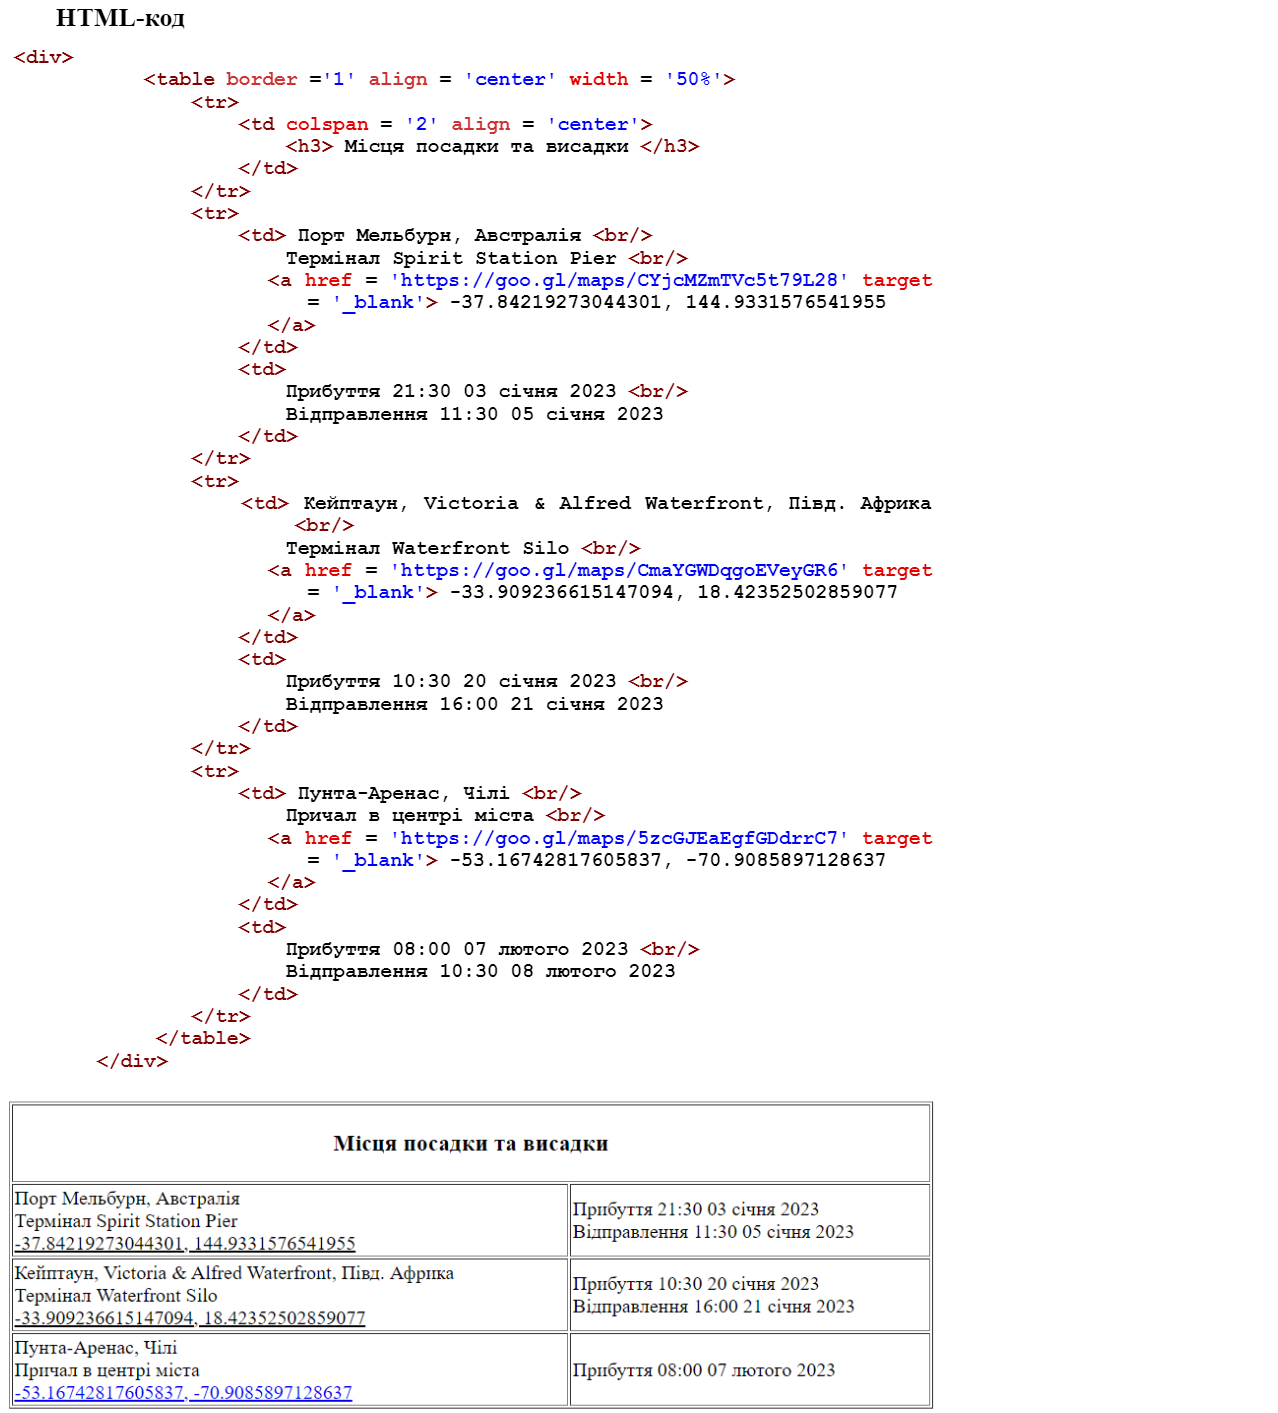 HTML-код
<div>
<table border ='1' align = 'center' width = '50%'>
<tr>
<td colspan = '2' align = 'center'>
<h3> Місця посадки та висадки </h3>
</td>
</tr>
<tr>
<td> Порт Мельбурн, Австралія <br/>
Термінал Spirit Station Pier <br/>
<a href = 'https://goo.gl/maps/CYjcMZmTVc5t79L28' target
= '_blank'> -37.84219273044301, 144.9331576541955
</a>
</td>
<td>
Прибуття 21:30 03 січня 2023 <br/>
Відправлення 11:30 05 січня 2023
</td>
</tr>
<tr>
<td> Кейптаун, Victoria & Alfred Waterfront, Півд. Африка
<br/>
Термінал Waterfront Silo <br/>
<a href = 'https://goo.gl/maps/CmaYGWDqgoEVeyGR6' target
= '_blank'> -33.909236615147094, 18.42352502859077
</a>
</td>
<td>
Прибуття 10:30 20 січня 2023 <br/>
Відправлення 16:00 21 січня 2023
</td>
</tr>
<tr>
<td> Пунта-Аренас, Чілі <br/>
Причал в центрі міста <br/>
<a href = 'https://goo.gl/maps/5zcGJEaEgfGDdrrC7' target
= '_blank'> -53.16742817605837, -70.9085897128637
</a>
</td>
<td>
Прибуття 08:00 07 лютого 2023 <br/>
Відправлення 10:30 08 лютого 2023
</td>
</tr>
</table>
</div>
Місця посадки та висадки
Порт Мельбурн, Австралія
Термінал Spirit Station Pier
-37.84219273044301, 144.9331576541955
Прибуття 21:30 03 січня 2023
Відправлення 11:30 05 січня 2023
Кейптаун, Victoria & Alfred Waterfront, Півд. Африка
Термінал Waterfront Silo
-33.909236615147094, 18.42352502859077
Прибуття 10:30 20 січня 2023
Відправлення 16:00 21 січня 2023
Пунта-Аренас, Чілі
Причал в центрі міста
-53.16742817605837, -70.9085897128637
Прибуття 08:00 07 лютого 2023